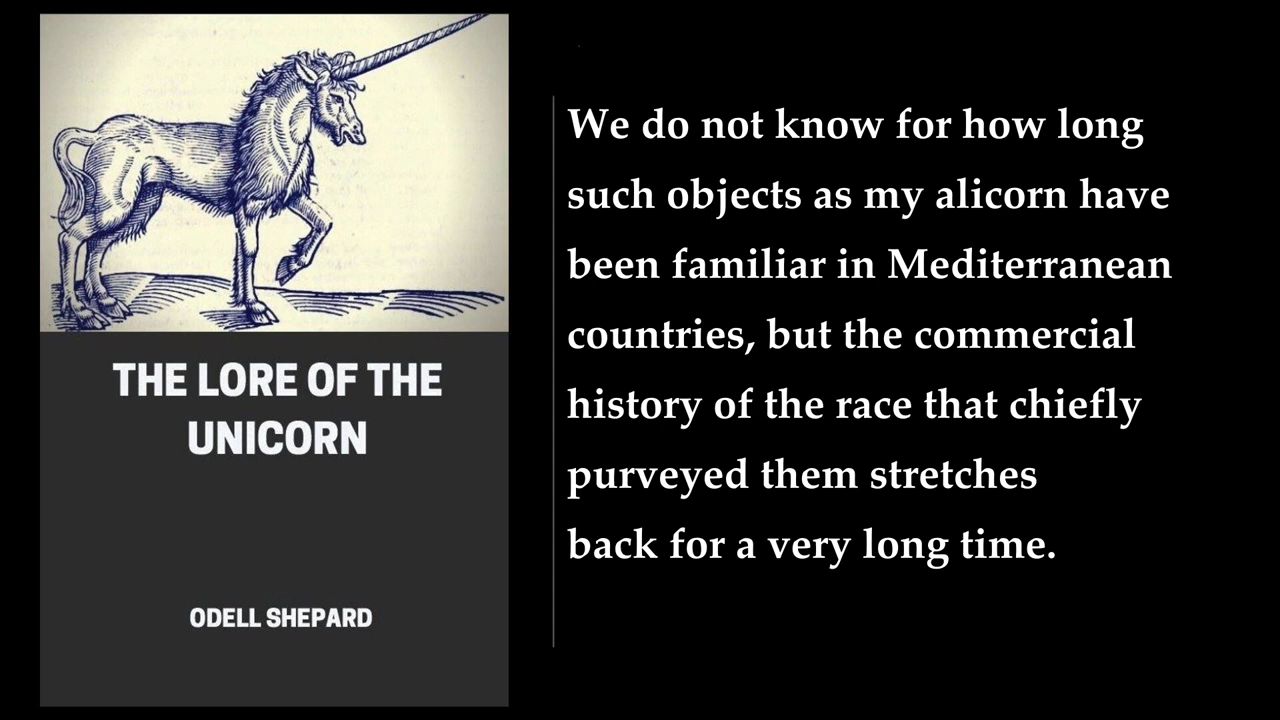 THE LORE OF THE
UNICORN
ODELL SHEPARD
We do not know for how long
such objects as my alicorn have
been familiar in Mediterranean
countries, but the commercial
history of the race that chiefly
purveyed them stretches
back for a very long time.